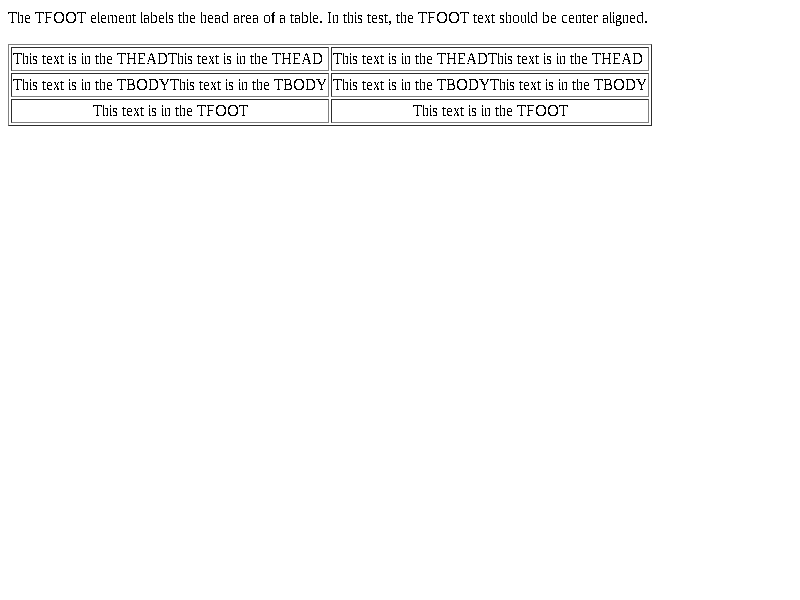 The TFOOT element labels the head area of a table. In this test, the TFOOT text should be center aligned.
This text is in the THEADThis text is in the THEAD This text is in the THEADThis text is in the THEAD
This text is in the TBODYThis text is in the TBODY This text is in the TBODYThis text is in the TBODY
This text is in the TFOOT This text is in the TFOOT